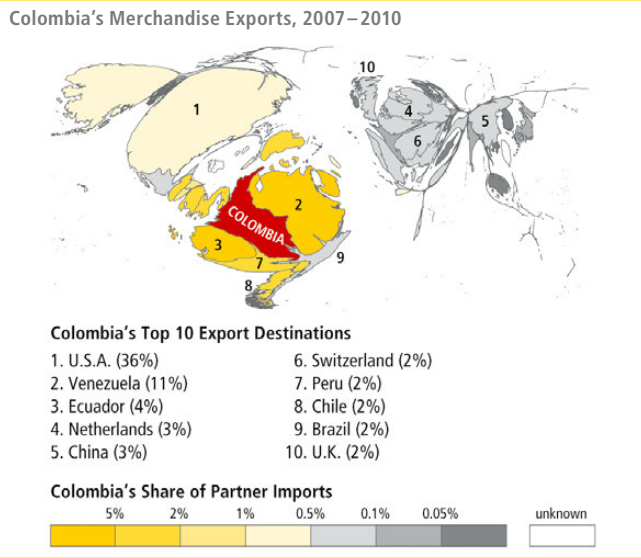 Colombia's Merchandise Exports, 2007–2010
10
1
4
5
6
2
COLOMBIA
3
9
7
8
Colombia's Top 10 Export Destinations
1. U.S.A. (36%)
2. Venezuela (11%)
3. Ecuador (4%)
4. Netherlands (3%)
5. China (3%)
6. Switzerland (2%)
7. Peru (2%)
8. Chile (2%)
9. Brazil (2%)
10. U.K. (2%)
Colombia's Share of Partner Imports
5% 2% 1% 0.5% 0.1% 0.05% unknown